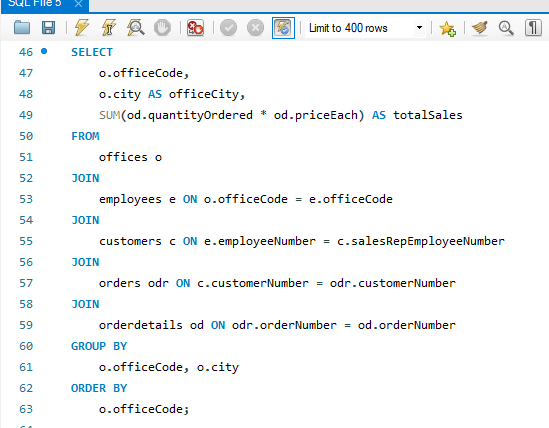 SQL File 5
Limit to 400 rows
46 SELECT
47 o.officeCode,
48 o.city AS officeCity,
49 SUM(od.quantityOrdered * od.priceEach) AS totalSales
50 FROM
51 offices o
52 JOIN
53 employees e ON o.officeCode = e.officeCode
54 JOIN
55 customers c ON e.employeeNumber = c.salesRepEmployeeNumber
56 JOIN
57 orders odr ON c.customerNumber = odr.customerNumber
58 JOIN
59 orderdetails od ON odr.orderNumber = od.orderNumber
60 GROUP BY
61 o.officeCode, o.city
62 ORDER BY
63 o.officeCode;